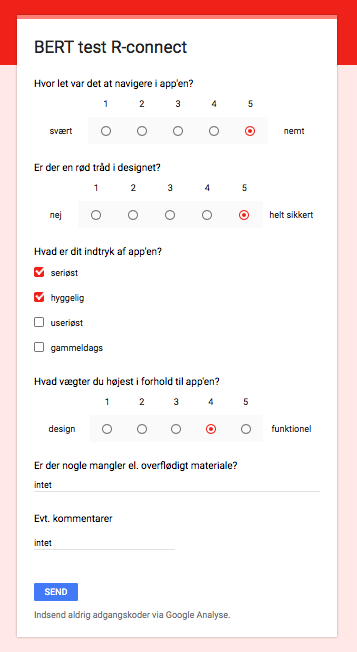 BERT test R-connect
Hvor let var det at navigere i app'en?
1 2 3 4 5
svært nemt
Er der en rød tråd i designet?
1 2 3 4 5
nej helt sikkert
Hvad er dit indtryk af app'en?
seriøst
hyggelig
useriøst
gammeldags
Hvad vægter du højest i forhold til app'en?
1 2 3 4 5
design funktionel
Er der nogle mangler el. overflødigt materiale?
intet
Evt. kommentarer
intet
SEND
Indsend aldrig adgangskoder via Google Analyse.